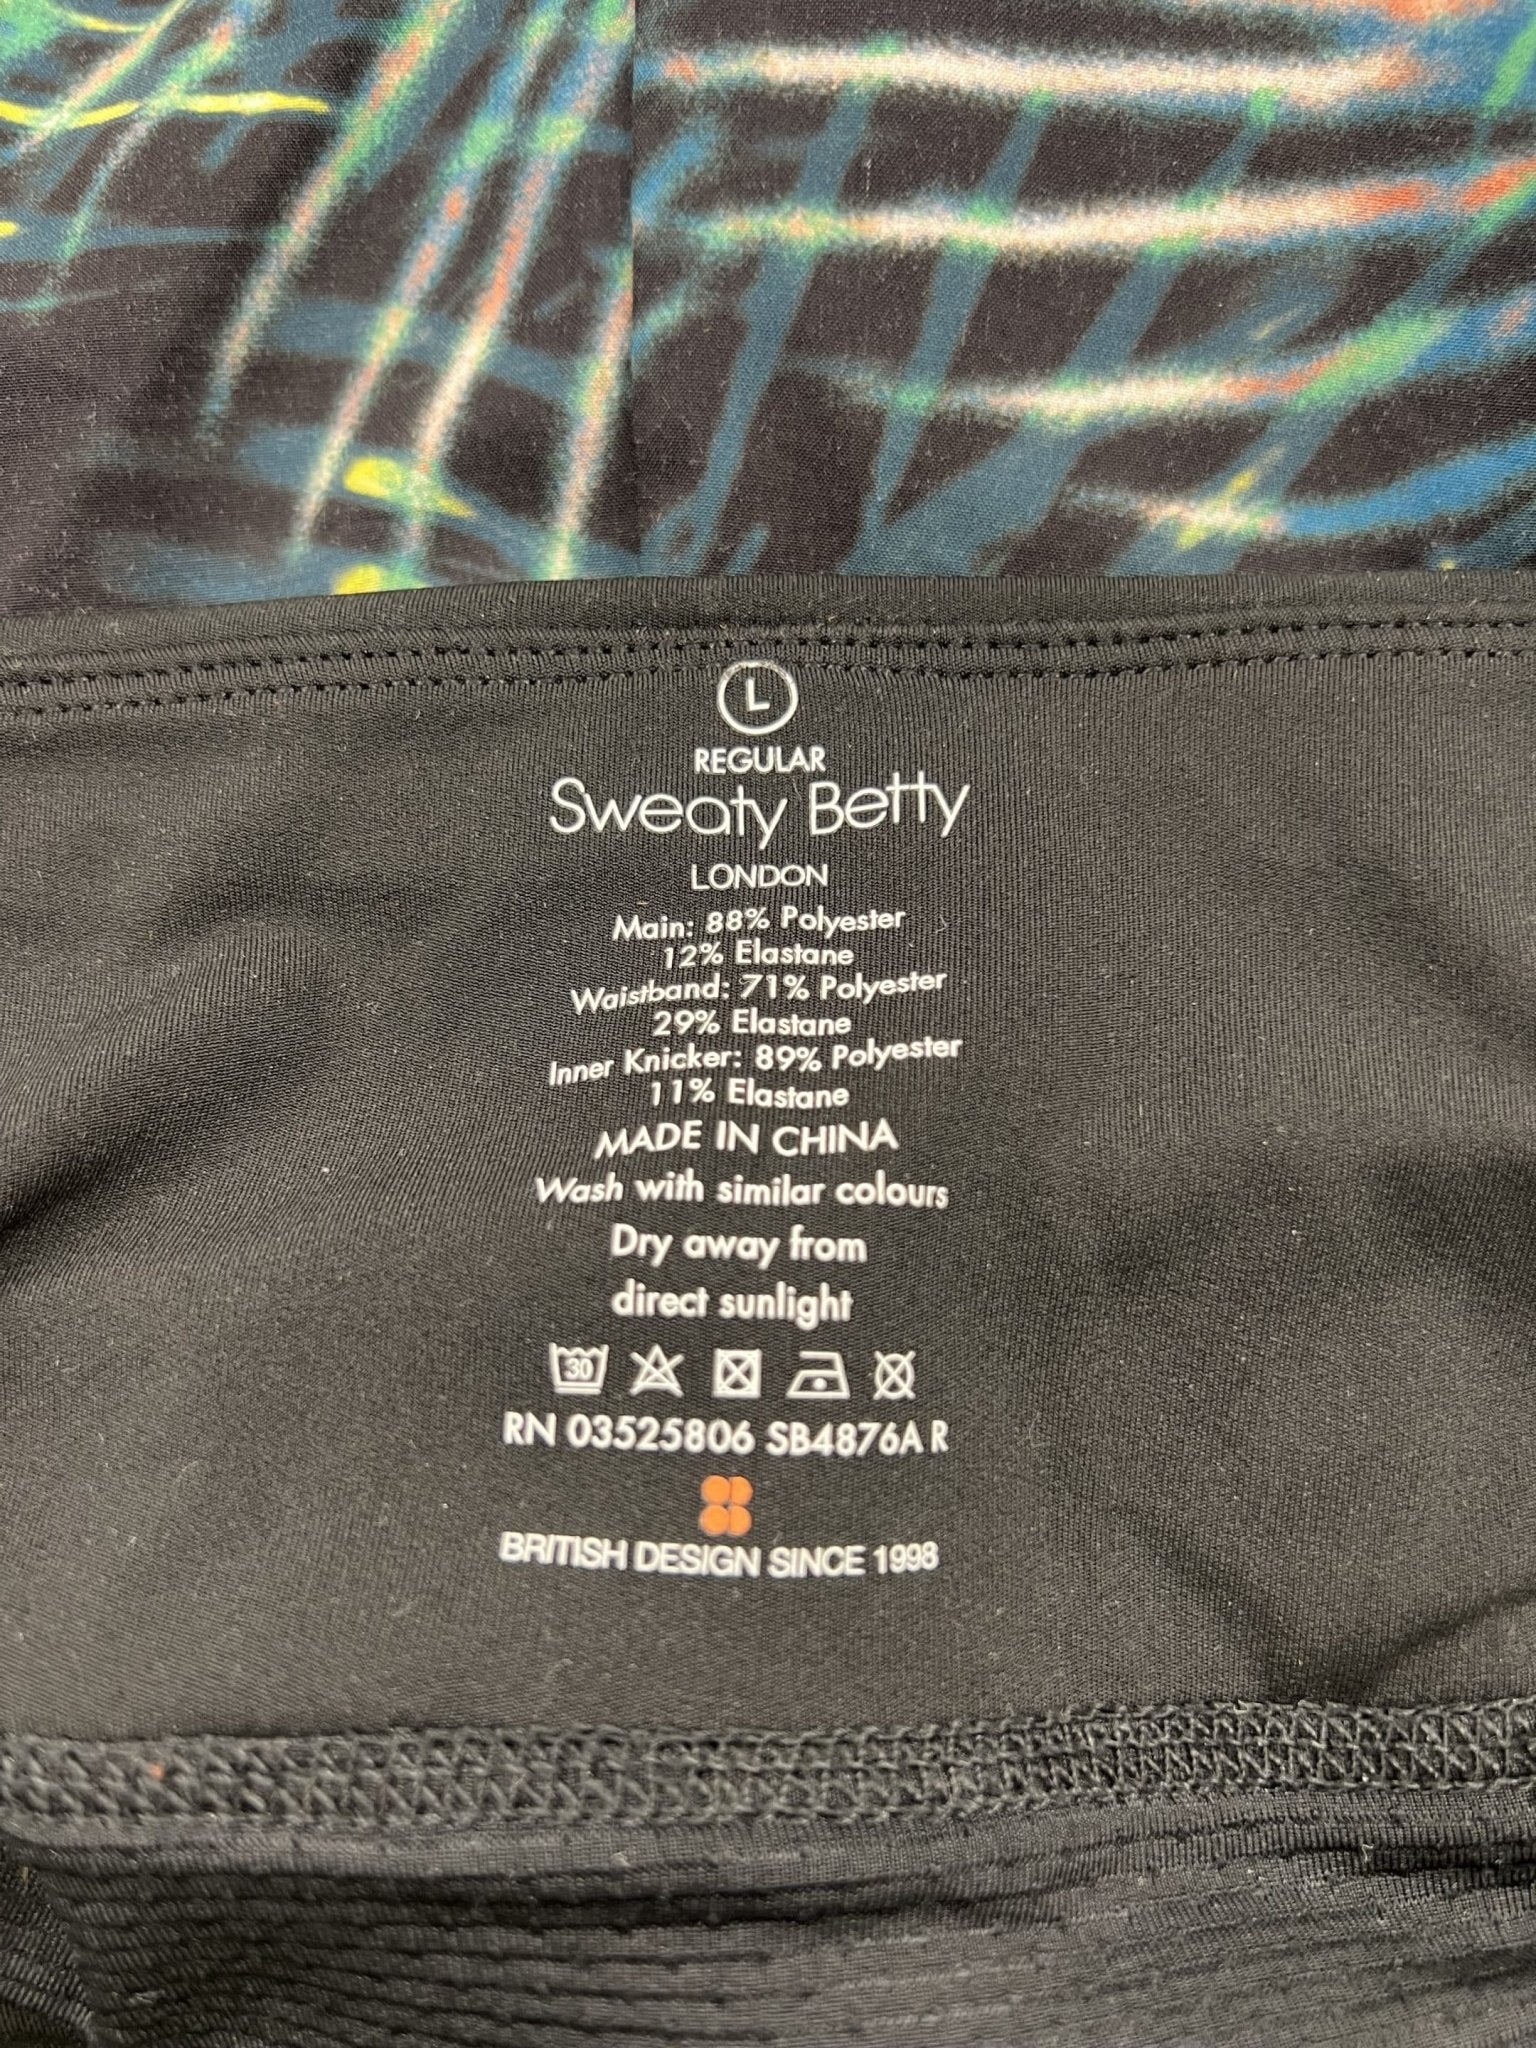 L
REGULAR
Sweaty Betty
LONDON
Main: 88% Polyester
12% Elastane
Waistband: 71% Polyester
29% Elastane
Inner Knicker: 89% Polyester
11% Elastane
MADE IN CHINA
Wash with similar colours
Dry away from
direct sunlight
30
RN 03525806 SB4876A R
BRITISH DESIGN SINCE 1998